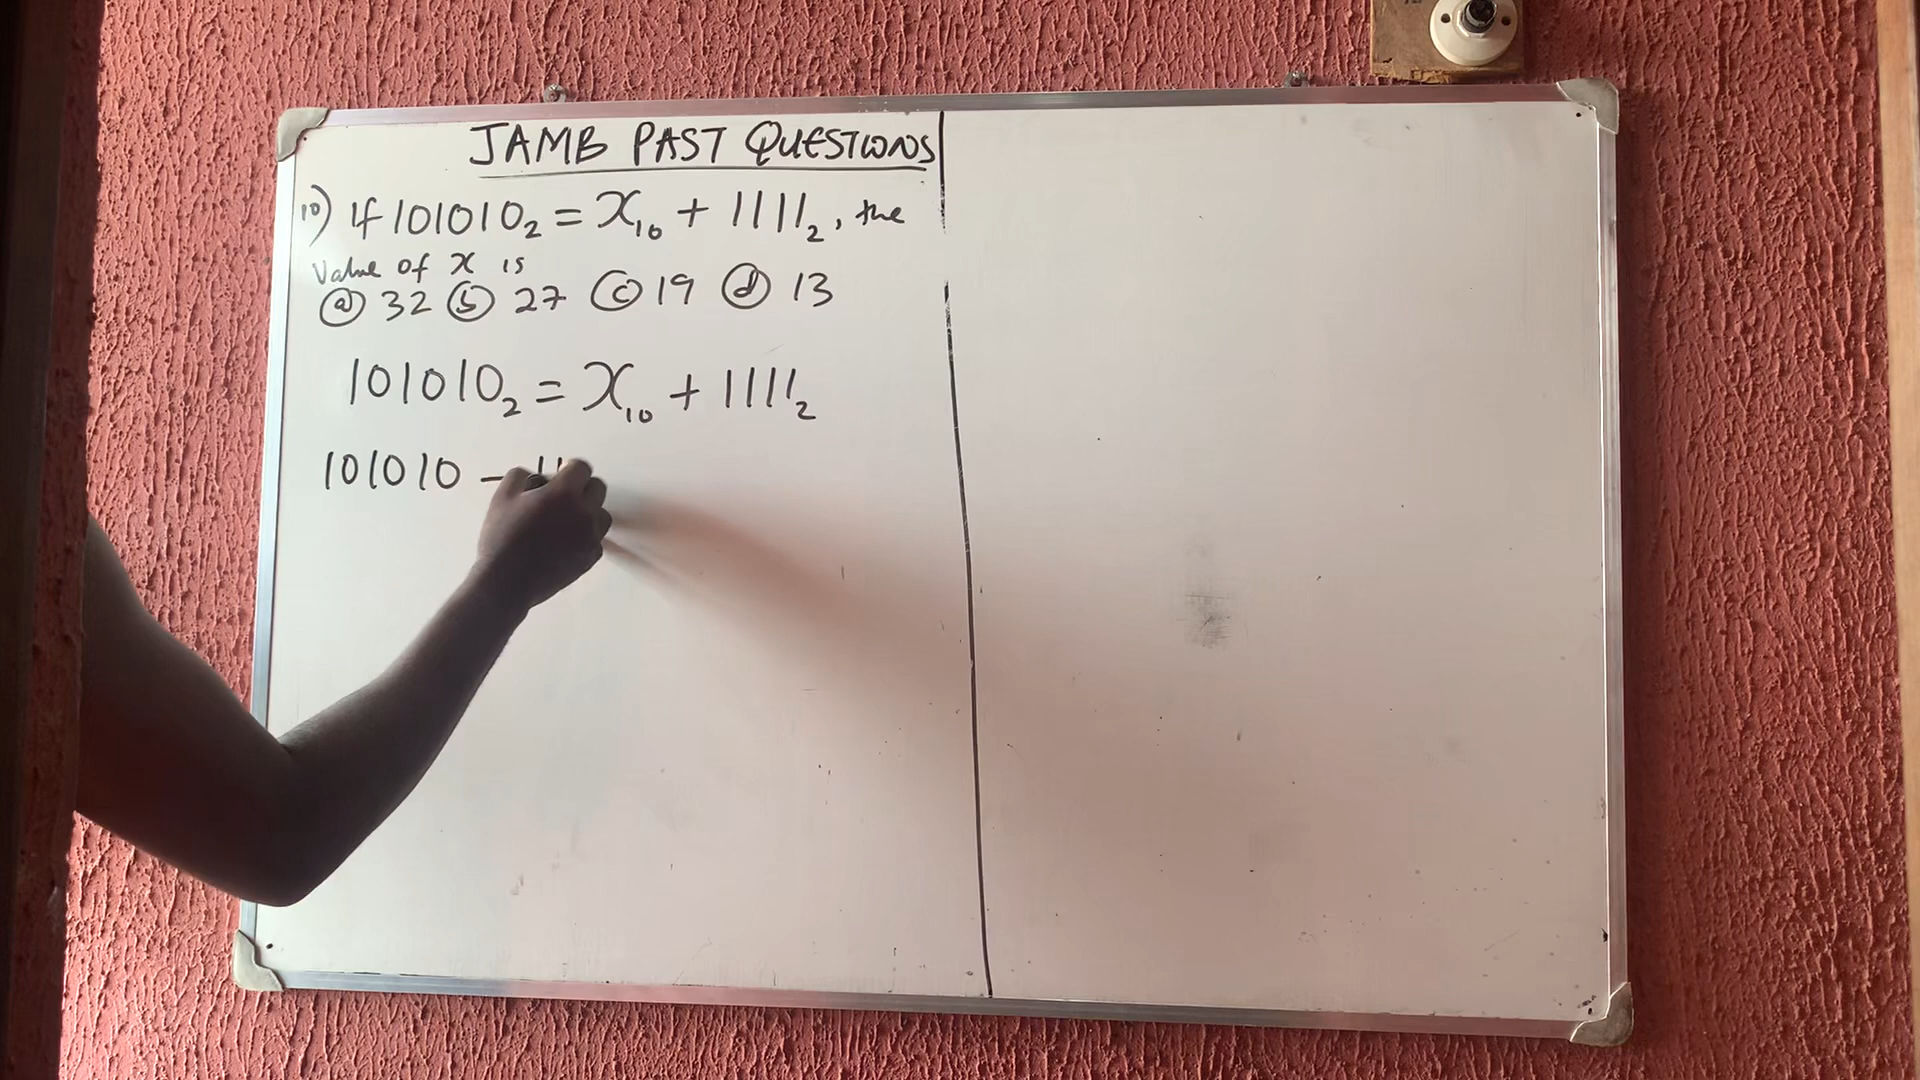 JAMB PAST QUESTIONS
10) If 101010₂ = x₁₀ + 1111₂, the
Value of x is
(a) 32 (b) 27 (c) 19 (d) 13
101010₂ = x₁₀ + 1111₂
101010 - 11